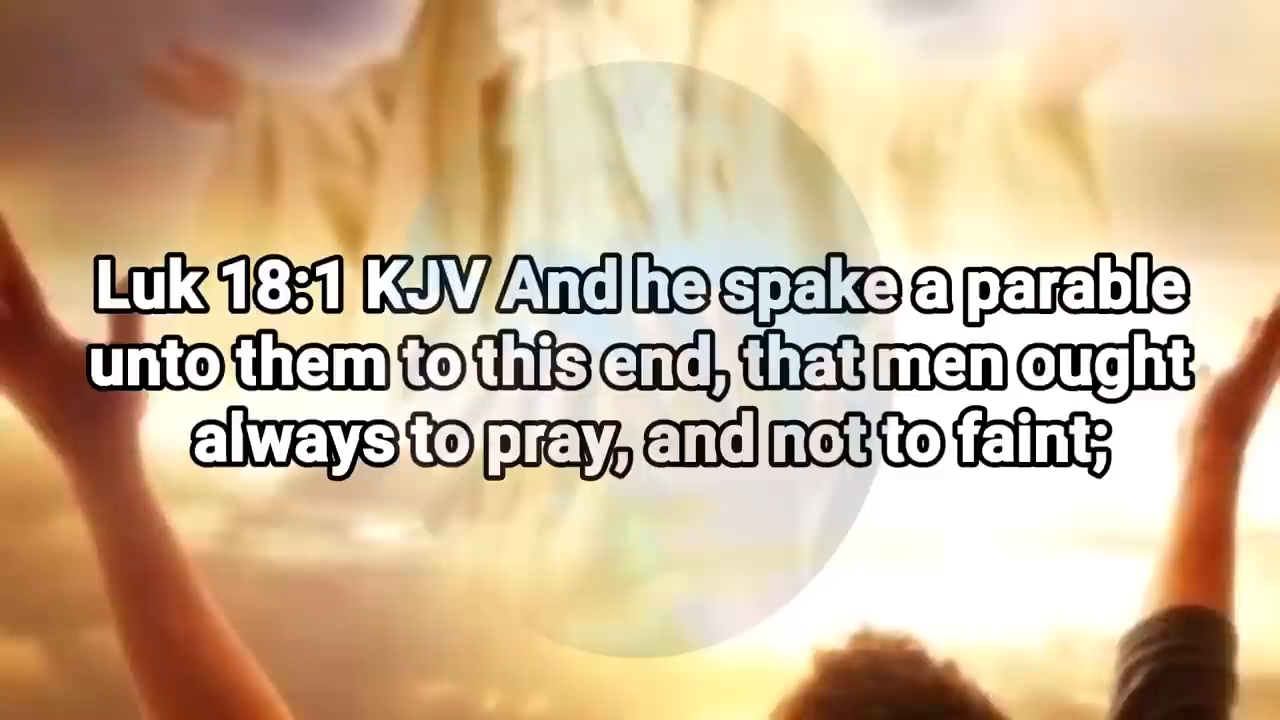 Luk 18:1 KJV And he spake a parable
unto them to this end, that men ought
always to pray, and not to faint;